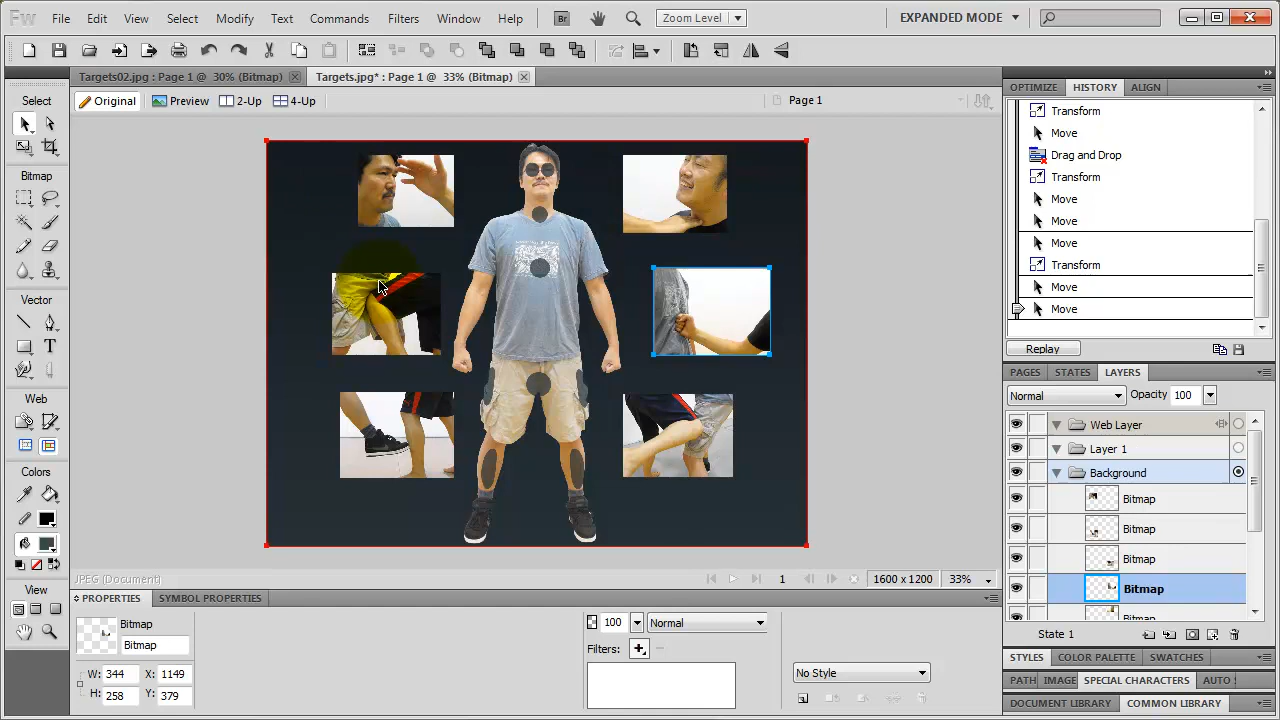 Fw File Edit View Select Modify Text Commands Filters Window Help Br Zoom Level EXPANDED MODE
Targets02.jpg : Page 1 @ 30% (Bitmap) Targets.jpg* : Page 1 @ 33% (Bitmap)
Original Preview 2-Up 4-Up Page 1
Select
Bitmap
Vector
Web
Colors
View
OPTIMIZE HISTORY ALIGN
Transform
Move
Drag and Drop
Transform
Move
Move
Move
Transform
Move
Move
Replay
PAGES STATES LAYERS
Normal Opacity 100
Web Layer
Layer 1
Background
Bitmap
Bitmap
Bitmap
Bitmap
Bitmap
State 1
STYLES COLOR PALETTE SWATCHES
PATH IMAGE SPECIAL CHARACTERS AUTO S
DOCUMENT LIBRARY COMMON LIBRARY
JPEG (Document) 1 1600 x 1200 33%
PROPERTIES SYMBOL PROPERTIES
Bitmap
Bitmap
W: 344 X: 1149
H: 258 Y: 379
100 Normal
Filters:
No Style